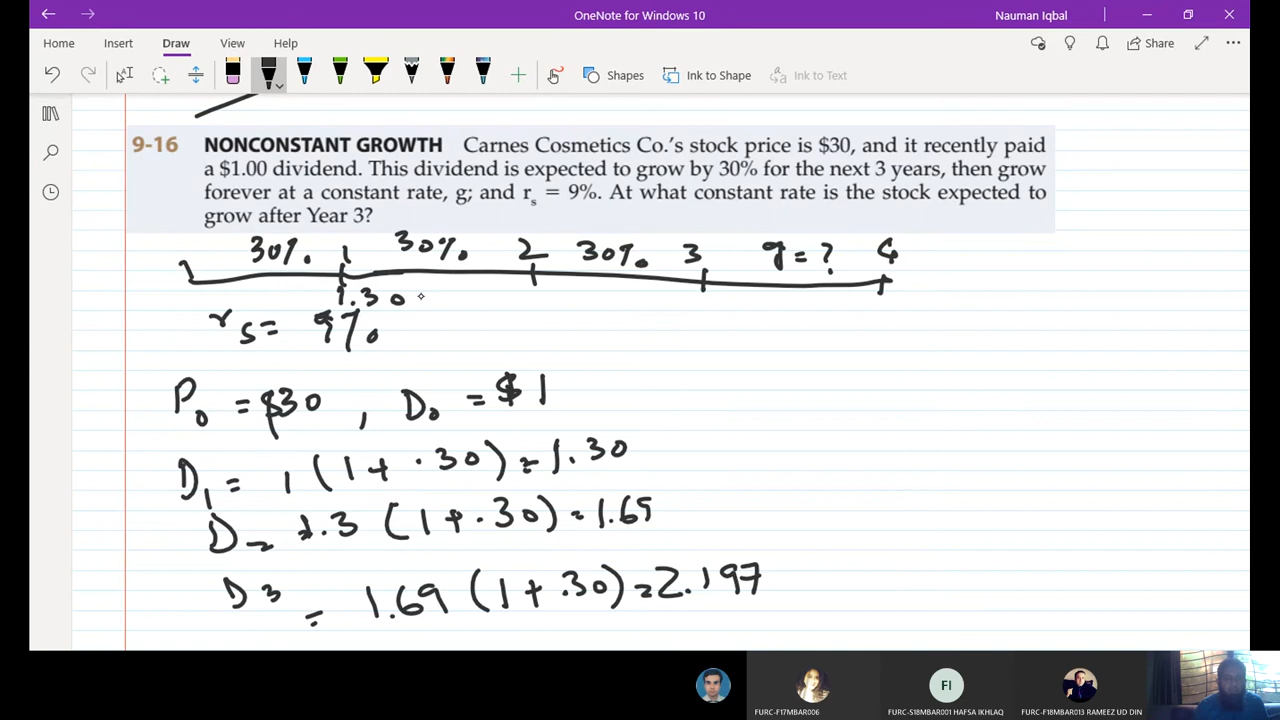 OneNote for Windows 10
Nauman Iqbal
Home Insert Draw View Help
Share
Shapes Ink to Shape Ink to Text
9-16 NONCONSTANT GROWTH Carnes Cosmetics Co.'s stock price is $30, and it recently paid
a $1.00 dividend. This dividend is expected to grow by 30% for the next 3 years, then grow
forever at a constant rate, g; and rs = 9%. At what constant rate is the stock expected to
grow after Year 3?
30% 1 30% 2 30% 3 g = ? 4
1.30
rs = 9%
P0 = $30 , D0 = $1
D1 = 1 (1 + .30) = 1.30
D = 1.3 (1 + .30) = 1.69
D3 = 1.69 (1 + .30) = 2.197
FI
FURC-F17MBAR006
FURC-S18MBAR001 HAFSA IKHLAQ
FURC-F18MBAR013 RAMEEZ UD DIN